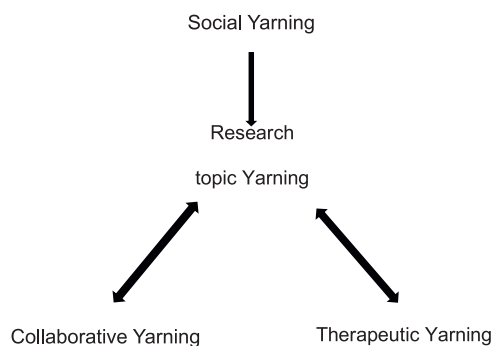 Social Yarning
Research
topic Yarning
Collaborative Yarning
Therapeutic Yarning